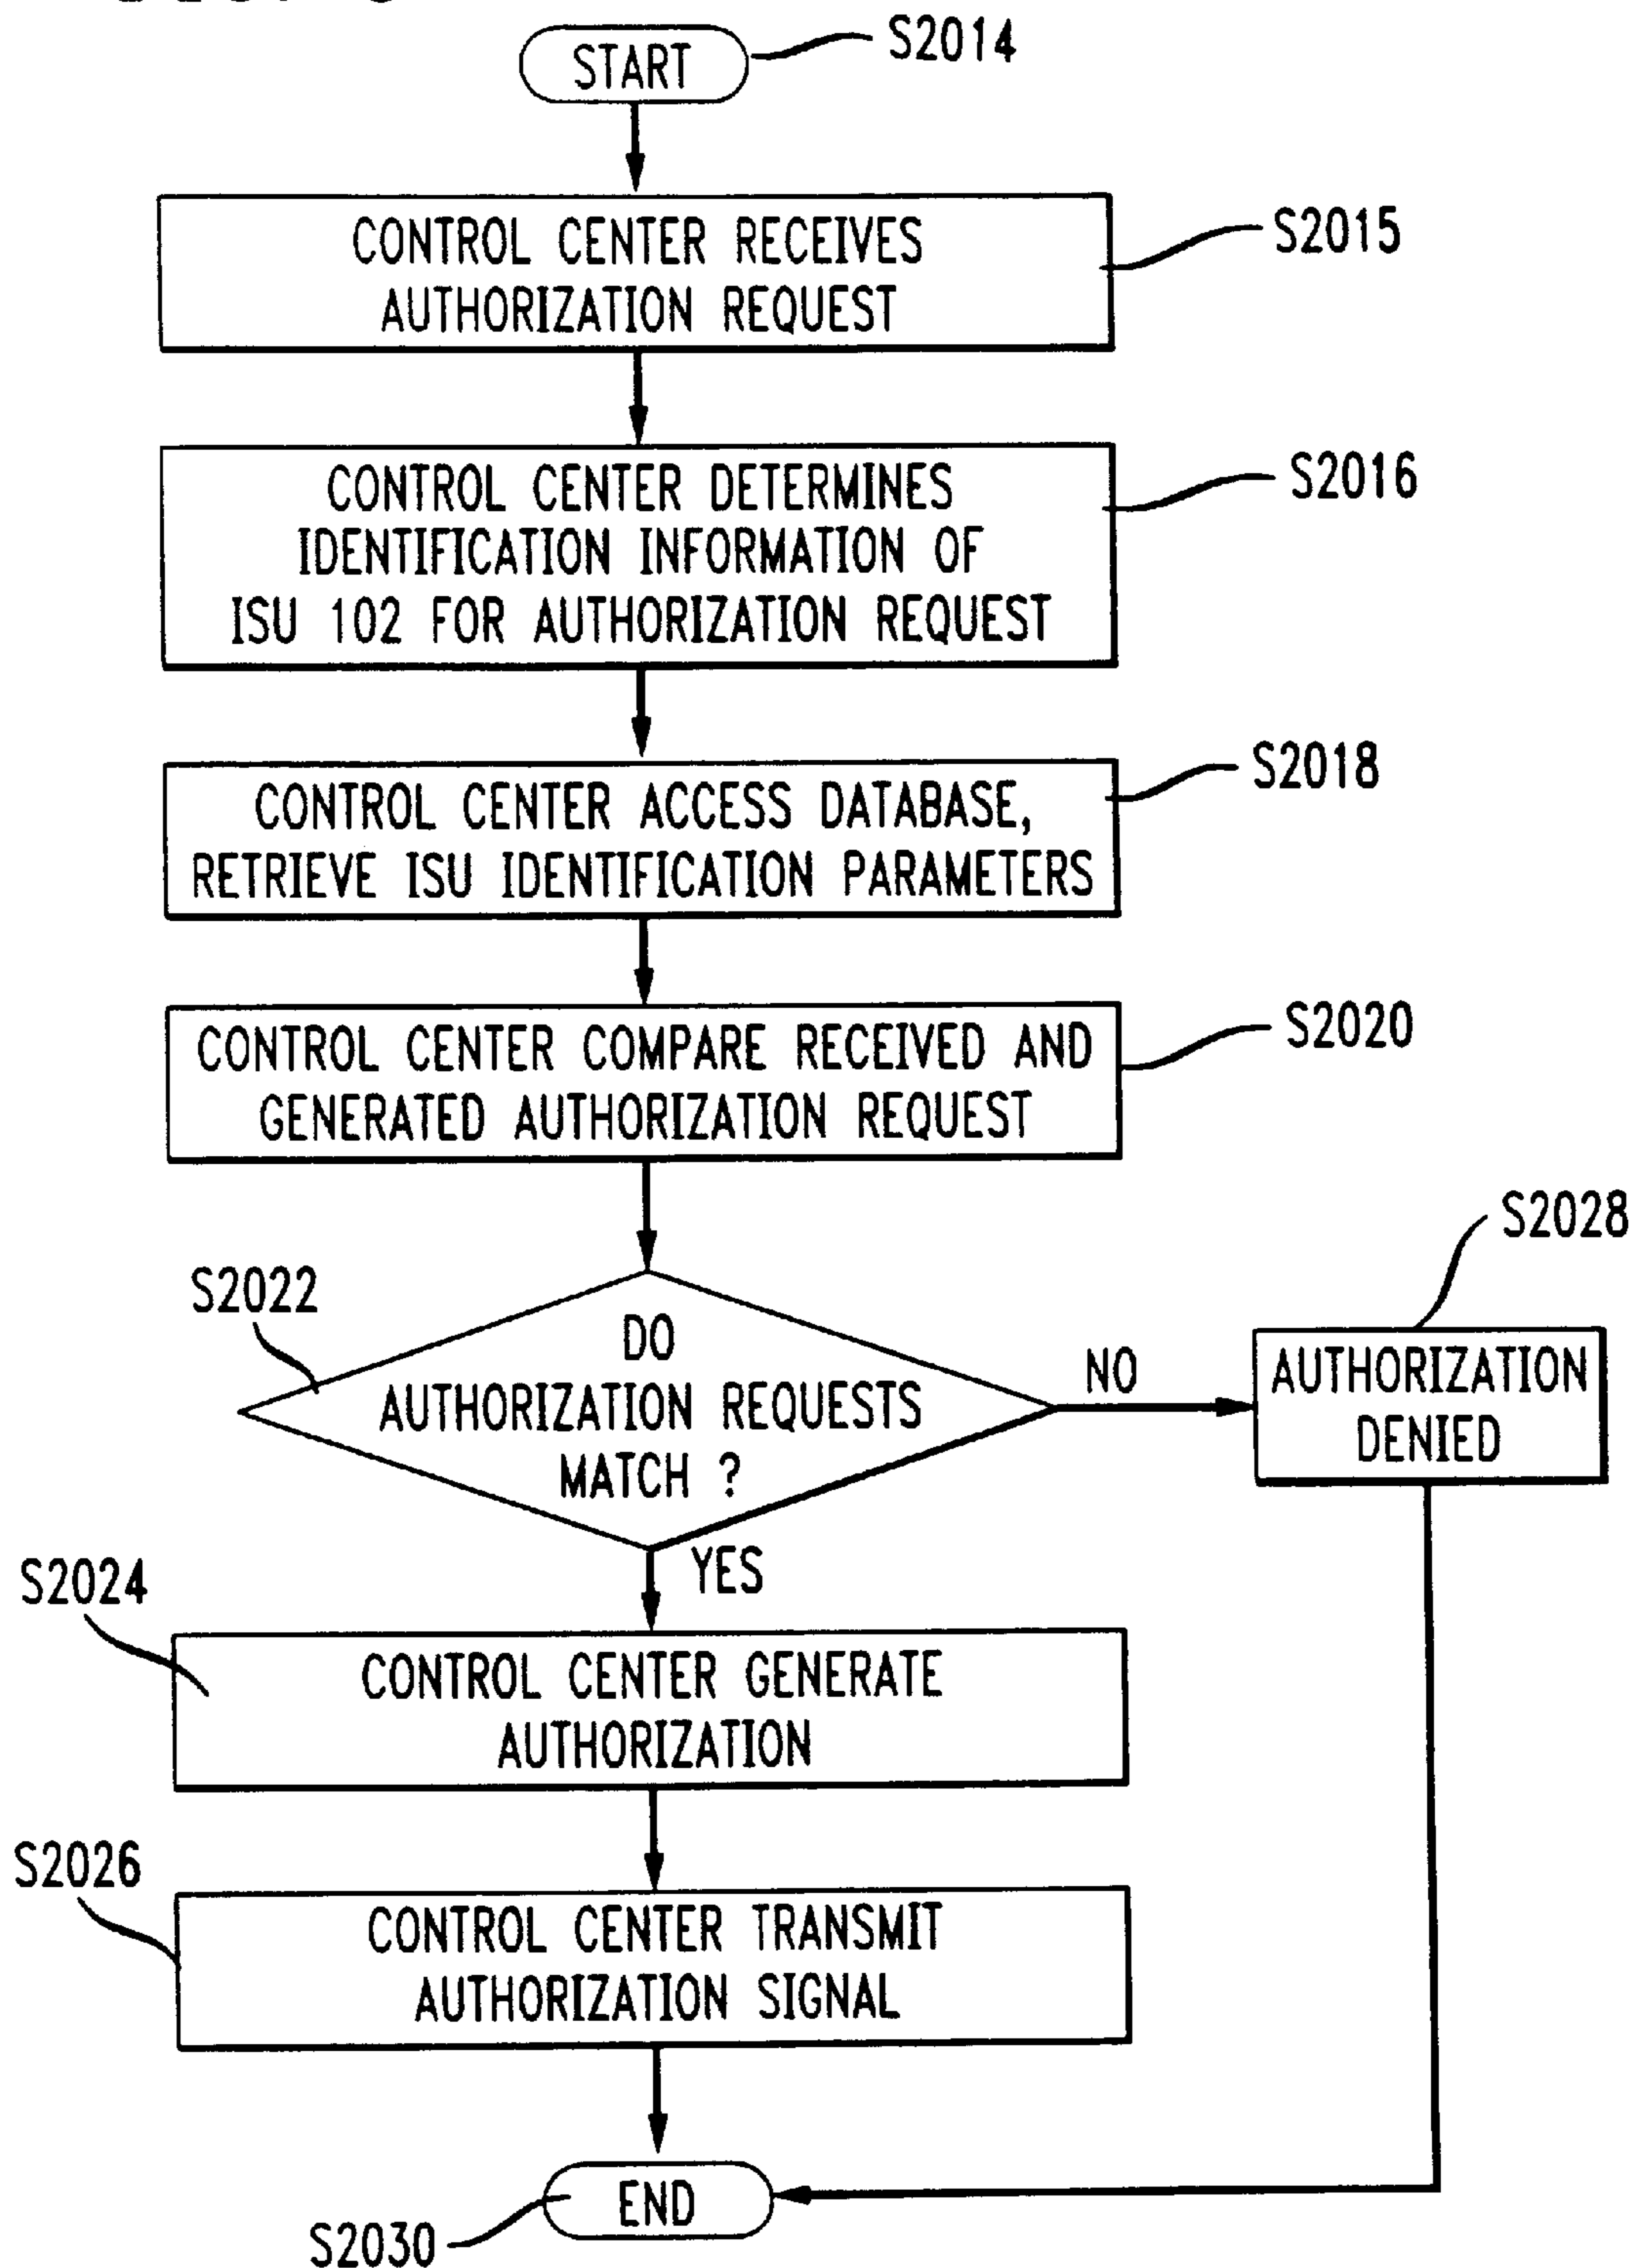 START
S2014
CONTROL CENTER RECEIVES
AUTHORIZATION REQUEST
S2015
CONTROL CENTER DETERMINES
IDENTIFICATION INFORMATION OF
ISU 102 FOR AUTHORIZATION REQUEST
S2016
CONTROL CENTER ACCESS DATABASE,
RETRIEVE ISU IDENTIFICATION PARAMETERS
S2018
CONTROL CENTER COMPARE RECEIVED AND
GENERATED AUTHORIZATION REQUEST
S2020
S2022
DO
AUTHORIZATION REQUESTS
MATCH ?
NO
S2028
AUTHORIZATION
DENIED
YES
S2024
CONTROL CENTER GENERATE
AUTHORIZATION
S2026
CONTROL CENTER TRANSMIT
AUTHORIZATION SIGNAL
END
S2030